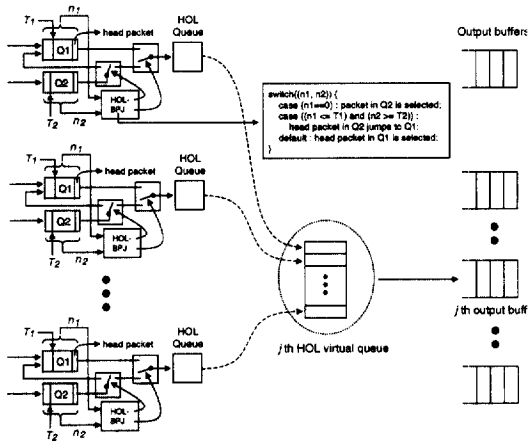 T1
n1
head packet
Q1
Q2
T2
n2
HOL-
BPJ
HOL
Queue
Output buffers
switch((n1, n2)) {
case (n1==0) : packet in Q2 is selected;
case ((n1 <= T1) and (n2 >= T2)) :
head packet in Q2 jumps to Q1;
default : head packet in Q1 is selected;
}
T1
n1
head packet
Q1
Q2
T2
n2
HOL-
BPJ
HOL
Queue
j th HOL virtual queue
j th output buff
T1
n1
head packet
Q1
Q2
T2
n2
HOL-
BPJ
HOL
Queue